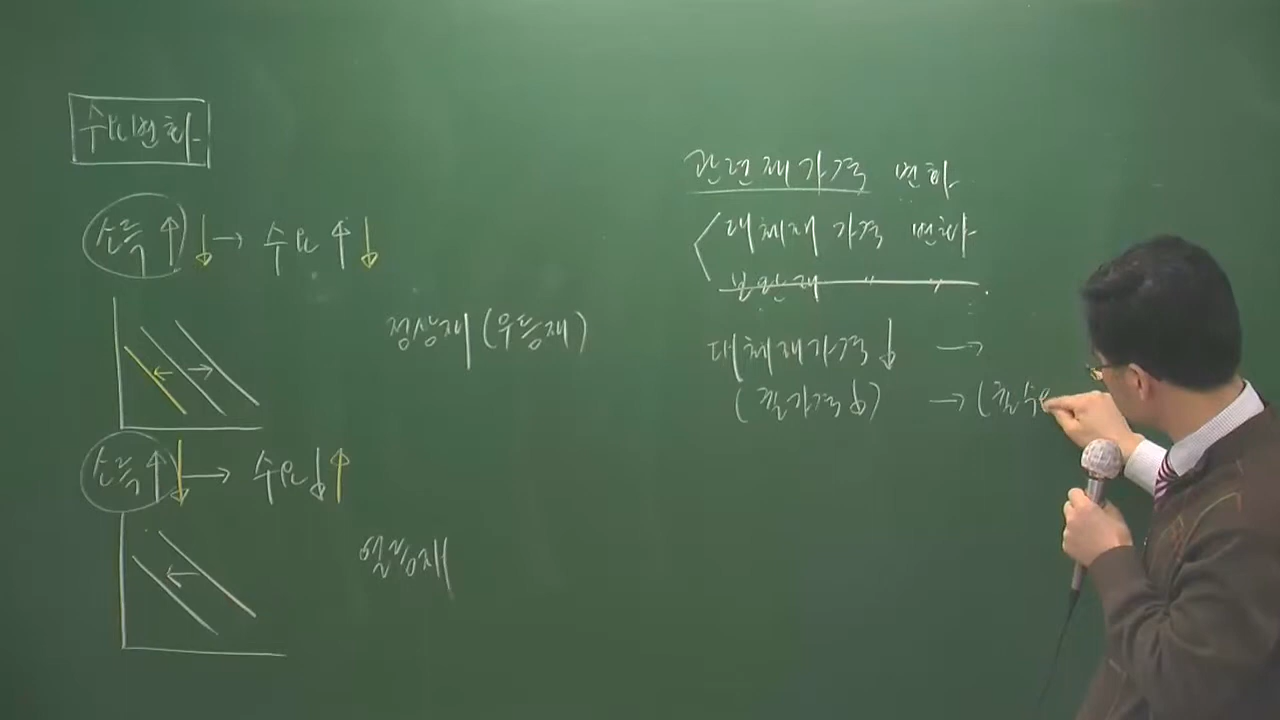 수요변화
소득↑↓→ 수요↑↓
정상재(우등재)
소득↑↓→ 수요↓↑
열등재
관련재가격 변화
대체재 가격 변화
보완재 〃 〃
대체재가격↓ →
가격↓) → ( 수요